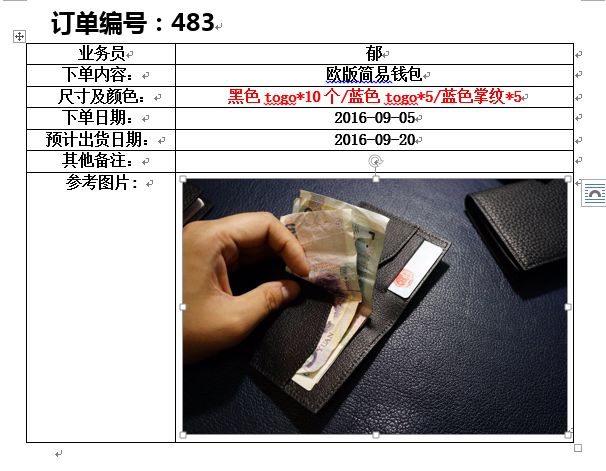 订单编号：483
业务员 郁
下单内容： 欧版简易钱包
尺寸及颜色： 黑色 togo*10 个/蓝色 togo*5/蓝色掌纹*5
下单日期： 2016-09-05
预计出货日期： 2016-09-20
其他备注：
参考图片:
YUAN